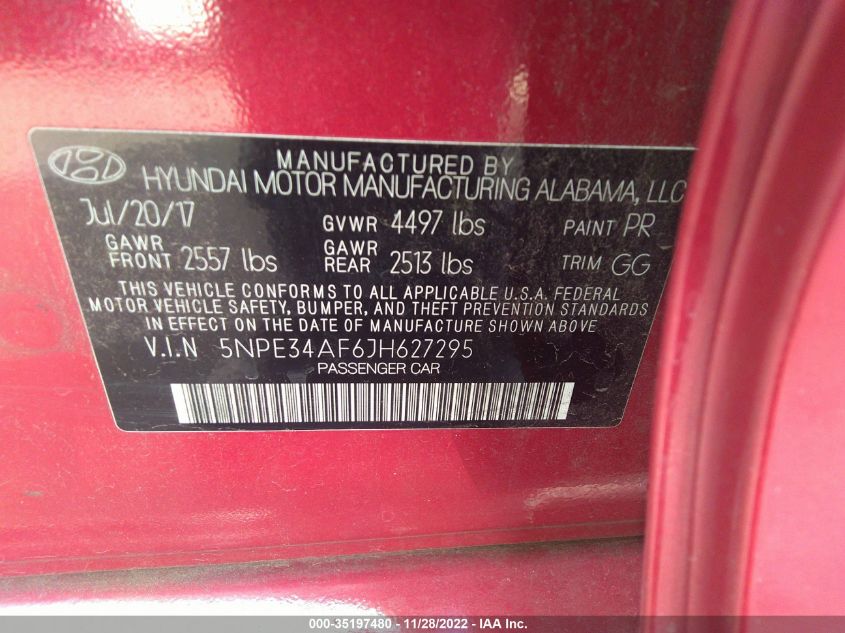 MANUFACTURED BY
HYUNDAI MOTOR MANUFACTURING ALABAMA, LLC
Jul/20/17 GVWR 4497 lbs PAINT PR
GAWR FRONT 2557 lbs GAWR REAR 2513 lbs TRIM GG
THIS VEHICLE CONFORMS TO ALL APPLICABLE U.S.A. FEDERAL
MOTOR VEHICLE SAFETY, BUMPER, AND THEFT PREVENTION STANDARDS
IN EFFECT ON THE DATE OF MANUFACTURE SHOWN ABOVE
V.I.N 5NPE34AF6JH627295
PASSENGER CAR
000-35197480 - 11/28/2022 - IAA Inc.